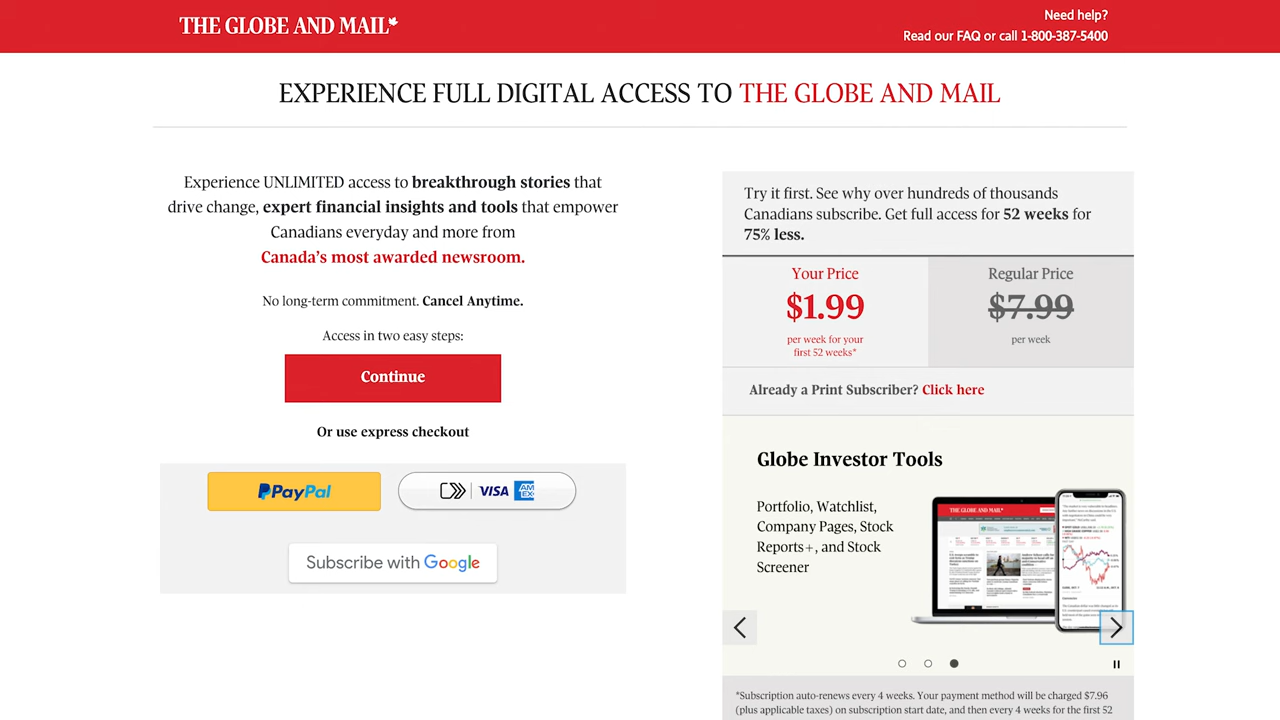 THE GLOBE AND MAIL
Need help?
Read our FAQ or call 1-800-387-5400
EXPERIENCE FULL DIGITAL ACCESS TO THE GLOBE AND MAIL
Experience UNLIMITED access to breakthrough stories that
drive change, expert financial insights and tools that empower
Canadians everyday and more from
Canada's most awarded newsroom.
No long-term commitment. Cancel Anytime.
Access in two easy steps:
Continue
Or use express checkout
PayPal
VISA
AM
EX
Subscribe with Google
Try it first. See why over hundreds of thousands
Canadians subscribe. Get full access for 52 weeks for
75% less.
Your Price
$1.99
per week for your
first 52 weeks*
Regular Price
$7.99
per week
Already a Print Subscriber? Click here
Globe Investor Tools
Portfolio, Watchlist,
Company Pages, Stock
Reports+, and Stock
Screener
THE GLOBE AND MAIL*
*Subscription auto-renews every 4 weeks. Your payment method will be charged $7.96
(plus applicable taxes) on subscription start date, and then every 4 weeks for the first 52